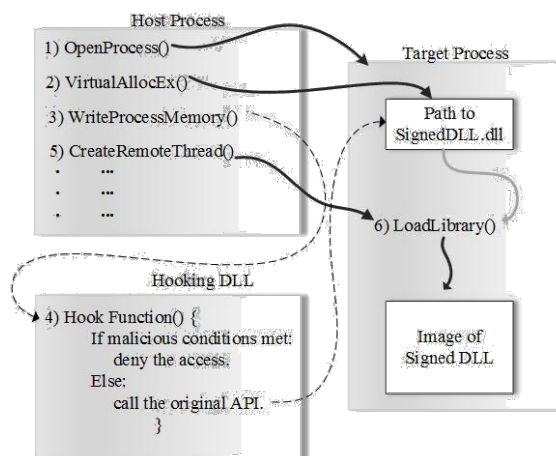 Host Process
1) OpenProcess()
2) VirtualAllocEx()
3) WriteProcessMemory()
5) CreateRemoteThread()
. ...
. ...
. ...
Target Process
Path to
SignedDLL.dll
6) LoadLibrary()
Image of
Signed DLL
Hooking DLL
4) Hook Function() {
If malicious conditions met:
deny the access.
Else:
call the original API.
}